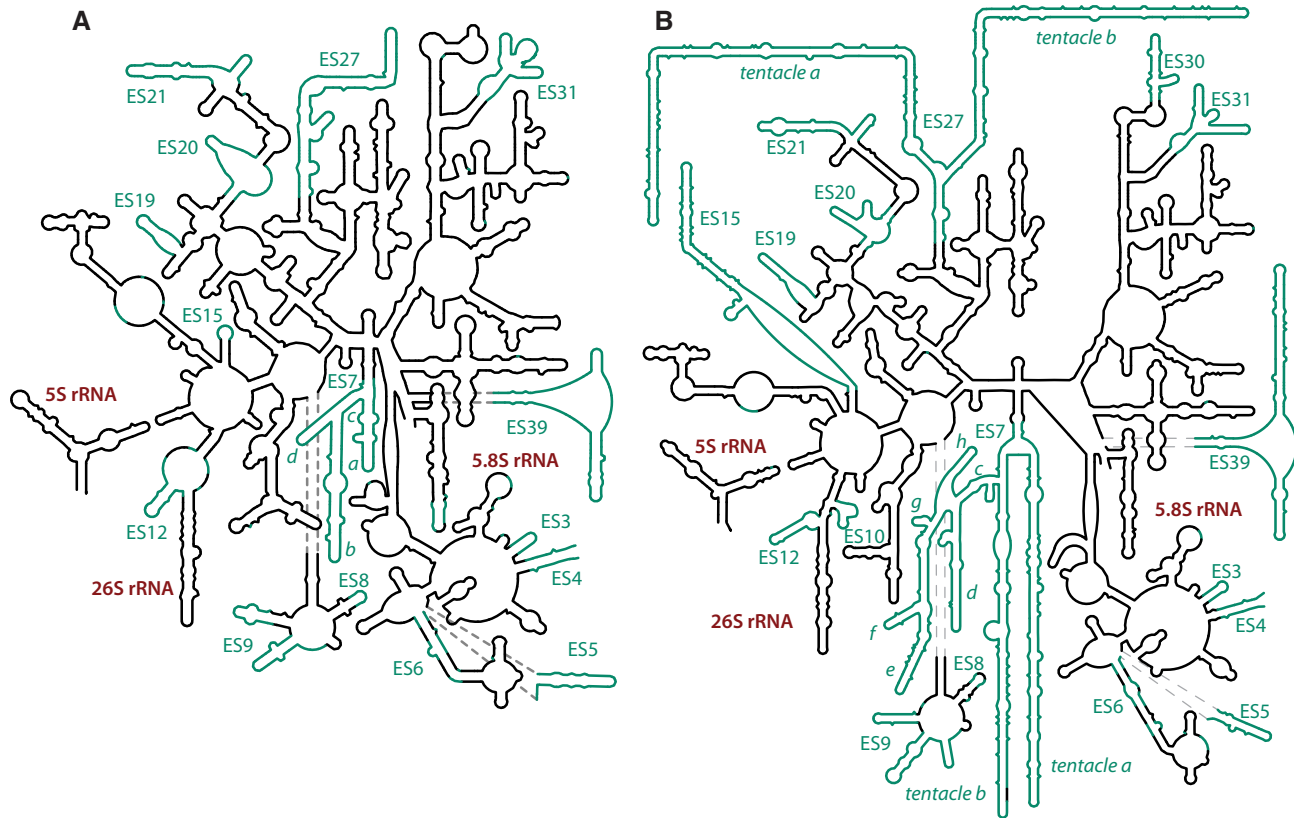 A
ES27
ES31
ES21
ES20
ES19
ES15
5S rRNA
ES7
c
a
d
b
ES39
5.8S rRNA
ES12
ES3
ES4
26S rRNA
ES8
ES9
ES6
ES5
B
tentacle b
tentacle a
ES30
ES31
ES27
ES21
ES20
ES15
ES19
5S rRNA
ES7
h
c
g
ES39
5.8S rRNA
ES12
ES10
ES3
ES4
d
26S rRNA
f
e
ES8
ES6
ES5
ES9
tentacle a
tentacle b